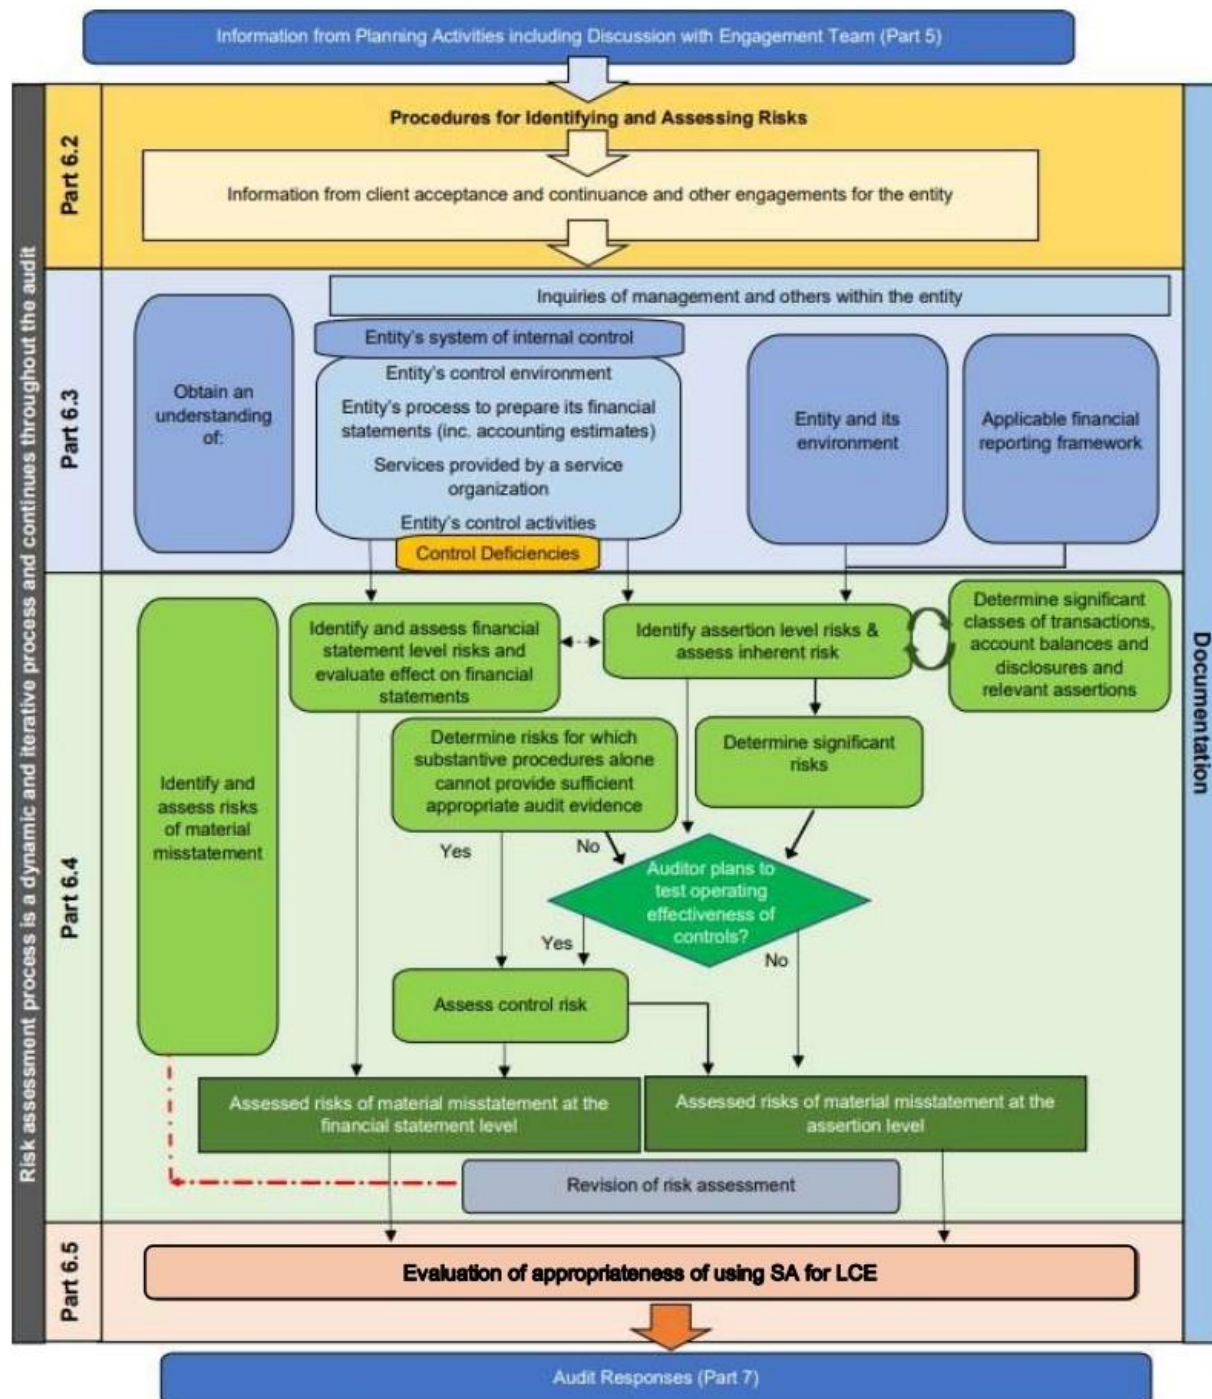 Information from Planning Activities including Discussion with Engagement Team (Part 5)
Risk assessment process is a dynamic and iterative process and continues throughout the audit
Documentation
Part 6.2
Procedures for Identifying and Assessing Risks
Information from client acceptance and continuance and other engagements for the entity
Part 6.3
Inquiries of management and others within the entity
Obtain an
understanding
of:
Entity's system of internal control
Entity's control environment
Entity's process to prepare its financial
statements (inc. accounting estimates)
Services provided by a service
organization
Entity's control activities
Control Deficiencies
Entity and its
environment
Applicable financial
reporting framework
Part 6.4
Identify and
assess risks
of material
misstatement
Identify and assess financial
statement level risks and
evaluate effect on financial
statements
Identify assertion level risks &
assess inherent risk
Determine significant
classes of transactions,
account balances and
disclosures and
relevant assertions
Determine risks for which
substantive procedures alone
cannot provide sufficient
appropriate audit evidence
Determine significant
risks
Yes
No
Auditor plans to
test operating
effectiveness of
controls?
Yes
No
Assess control risk
Assessed risks of material misstatement at the
financial statement level
Assessed risks of material misstatement at the
assertion level
Revision of risk assessment
Part 6.5
Evaluation of appropriateness of using SA for LCE
Audit Responses (Part 7)